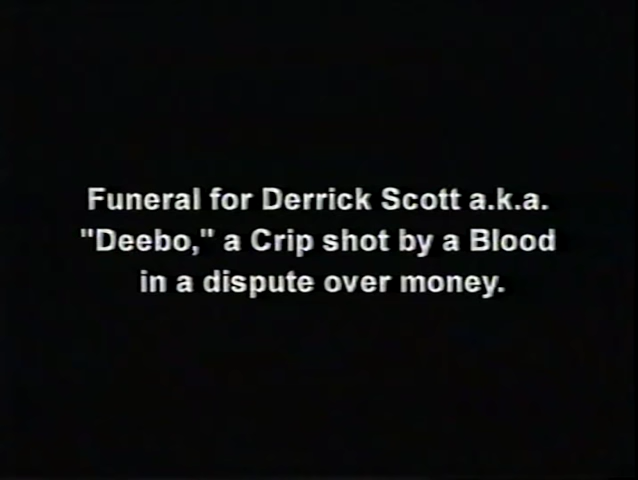 Funeral for Derrick Scott a.k.a.
"Deebo," a Crip shot by a Blood
in a dispute over money.